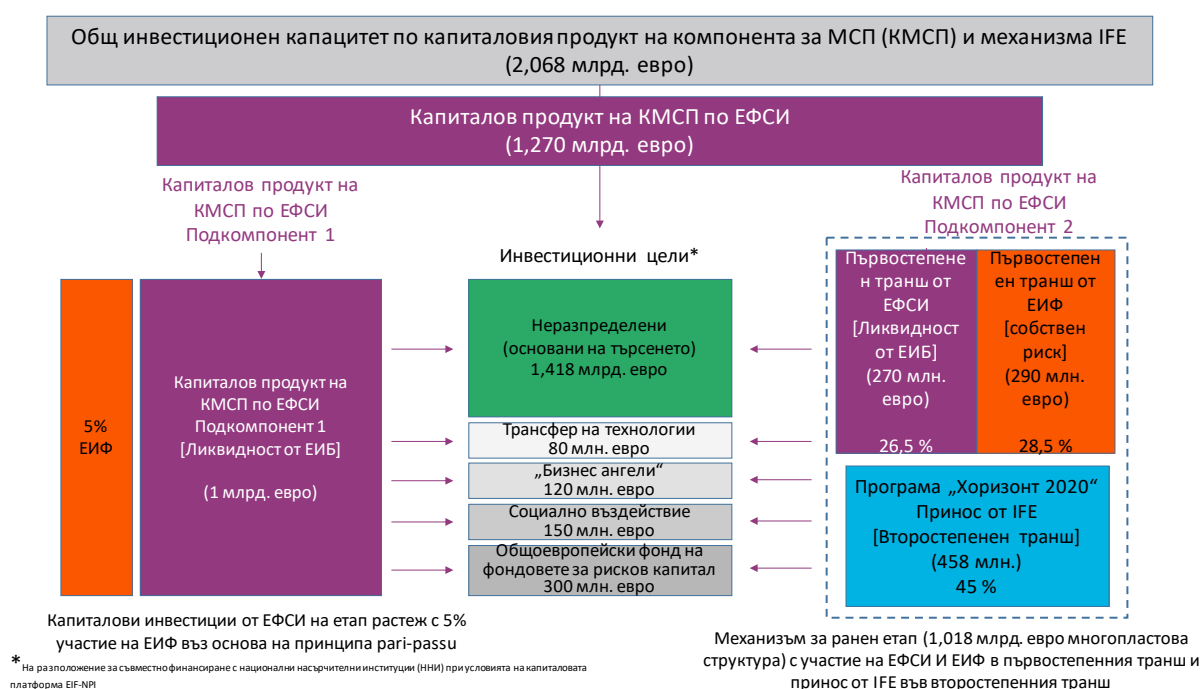 Общ инвестиционен капацитет по капиталовия продукт на компонента за МСП (КМСП) и механизма IFE
(2,068 млрд. евро)
Капиталов продукт на КМСП по ЕФСИ
(1,270 млрд. евро)
Капиталов продукт на
КМСП по ЕФСИ
Подкомпонент 1
Капиталов продукт на
КМСП по ЕФСИ
Подкомпонент 2
Инвестиционни цели*
5%
ЕИФ
Капиталов продукт на
КМСП по ЕФСИ
Подкомпонент 1
[Ликвидност от ЕИБ]
(1 млрд. евро)
Неразпределени
(основани на търсенето)
1,418 млрд. евро
Трансфер на технологии
80 млн. евро
„Бизнес ангели“
120 млн. евро
Социално въздействие
150 млн. евро
Общоевропейски фонд на
фондовете за рисков капитал
300 млн. евро
Първостепене
н транш от
ЕФСИ
[Ликвидност
от ЕИБ]
(270 млн.
евро)
26,5 %
Първостепен
ен транш от
ЕИФ
[собствен
риск]
(290 млн.
евро)
28,5 %
Програма „Хоризонт 2020“
Принос от IFE
[Второстепенен транш]
(458 млн.)
45 %
Капиталови инвестиции от ЕФСИ на етап растеж с 5%
участие на ЕИФ въз основа на принципа pari-passu
* На разположение за съвместно финансиране с национални насърчителни институции (ННИ) при условията на капиталовата
платформа EIF-NPI
Механизъм за ранен етап (1,018 млрд. евро многопластова
структура) с участие на ЕФСИ И ЕИФ в първостепенния транш и
принос от IFE във второстепенния транш